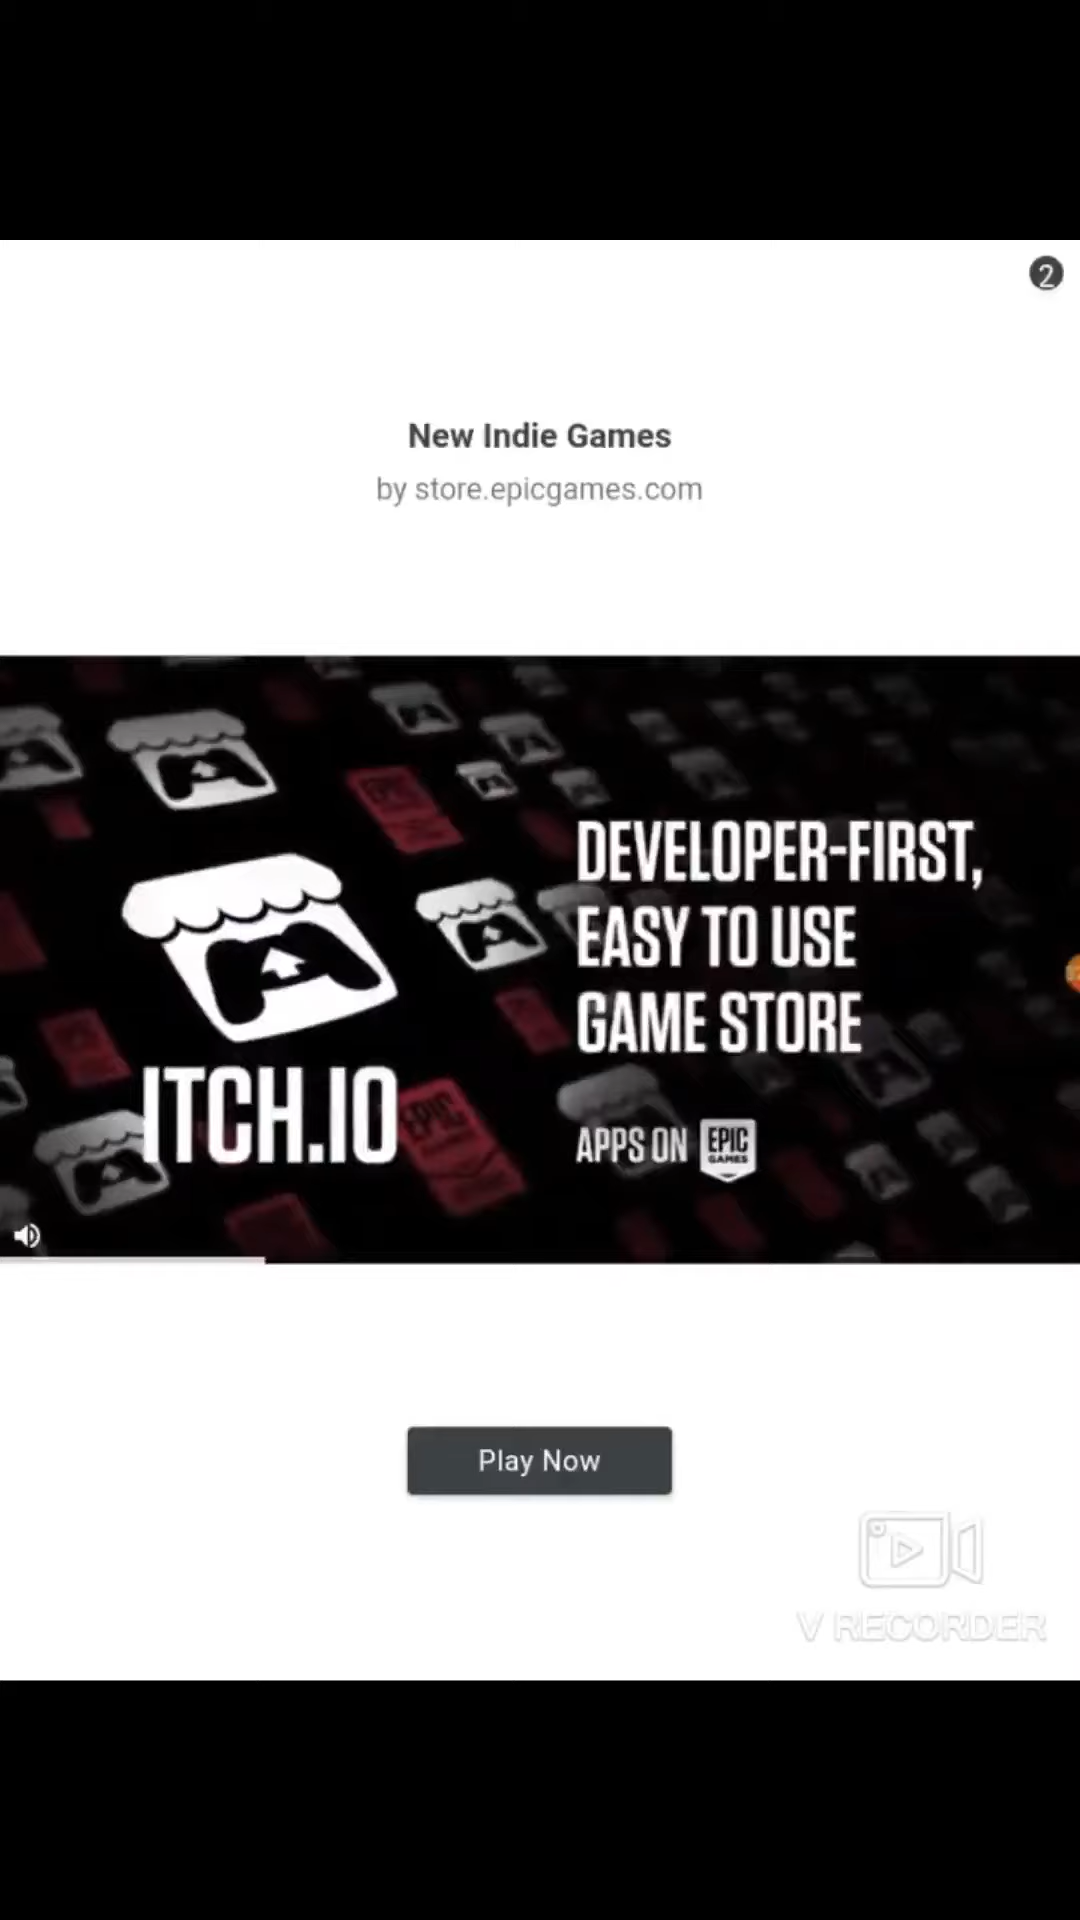 2
New Indie Games
by store.epicgames.com
DEVELOPER-FIRST,
EASY TO USE
GAME STORE
ITCH.IO
EPIC
APPS ON EPIC GAMES
Play Now
V RECORDER